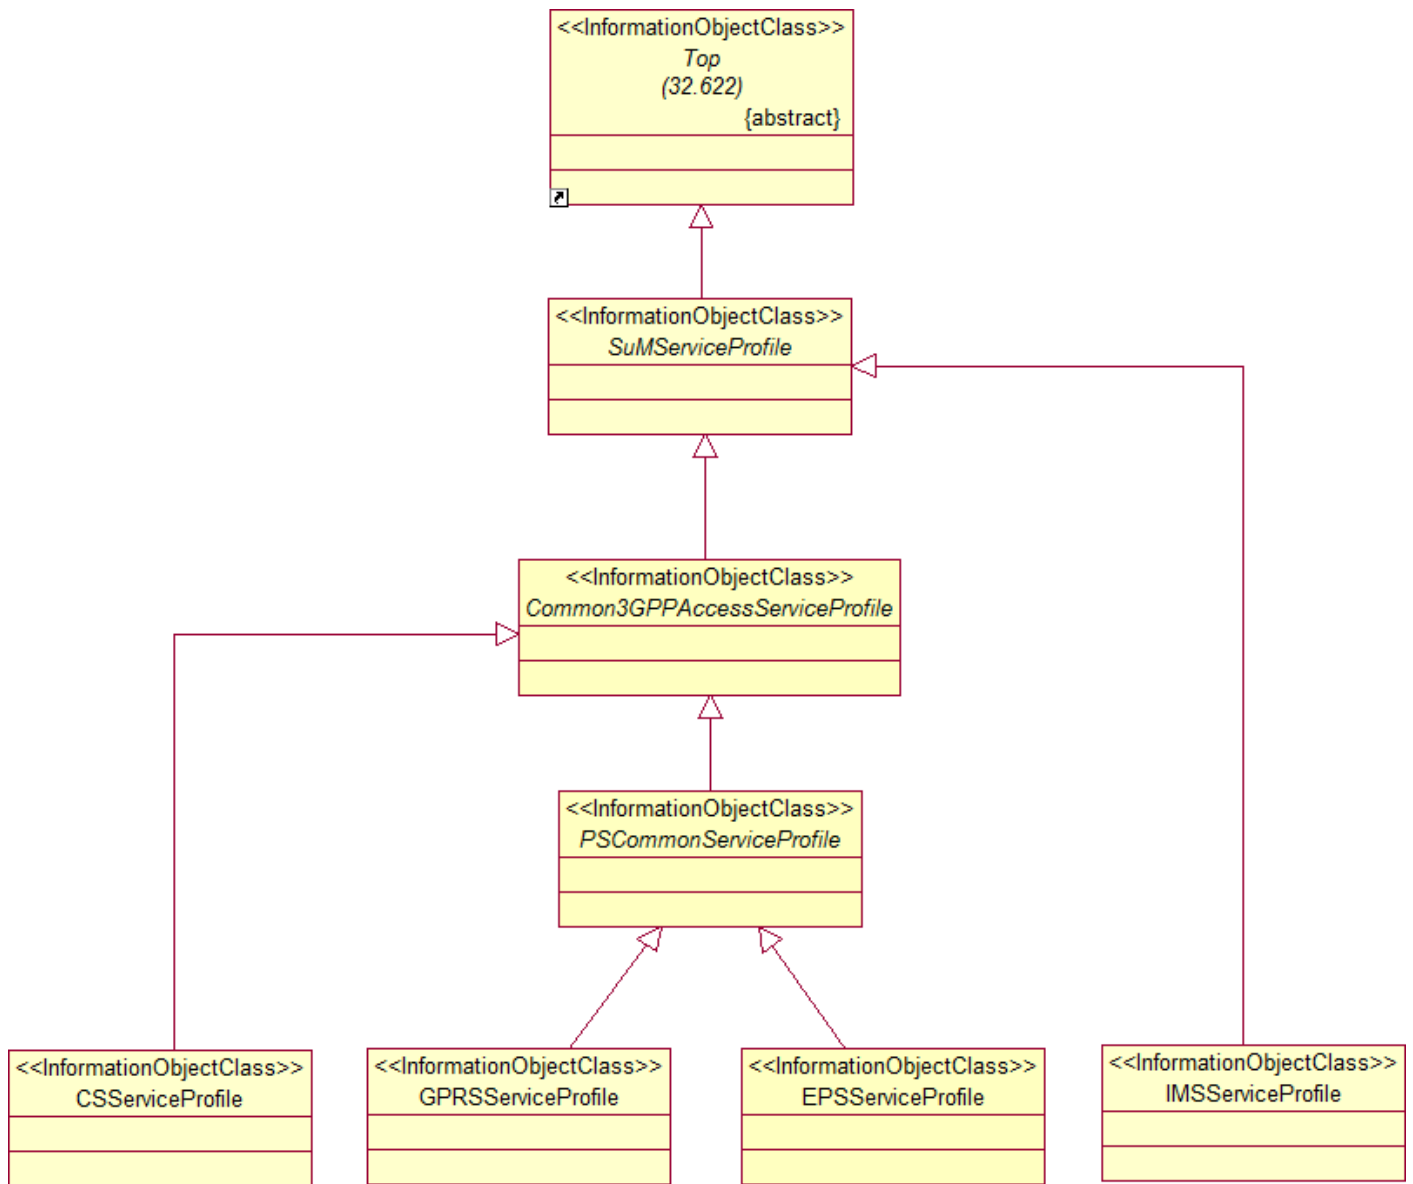 <<InformationObjectClass>>
Top
(32.622)
{abstract}
<<InformationObjectClass>>
SuMServiceProfile
<<InformationObjectClass>>
Common3GPPAccessServiceProfile
<<InformationObjectClass>>
PSCommonServiceProfile
<<InformationObjectClass>>
CSServiceProfile
<<InformationObjectClass>>
GPRSServiceProfile
<<InformationObjectClass>>
EPSServiceProfile
<<InformationObjectClass>>
IMSServiceProfile